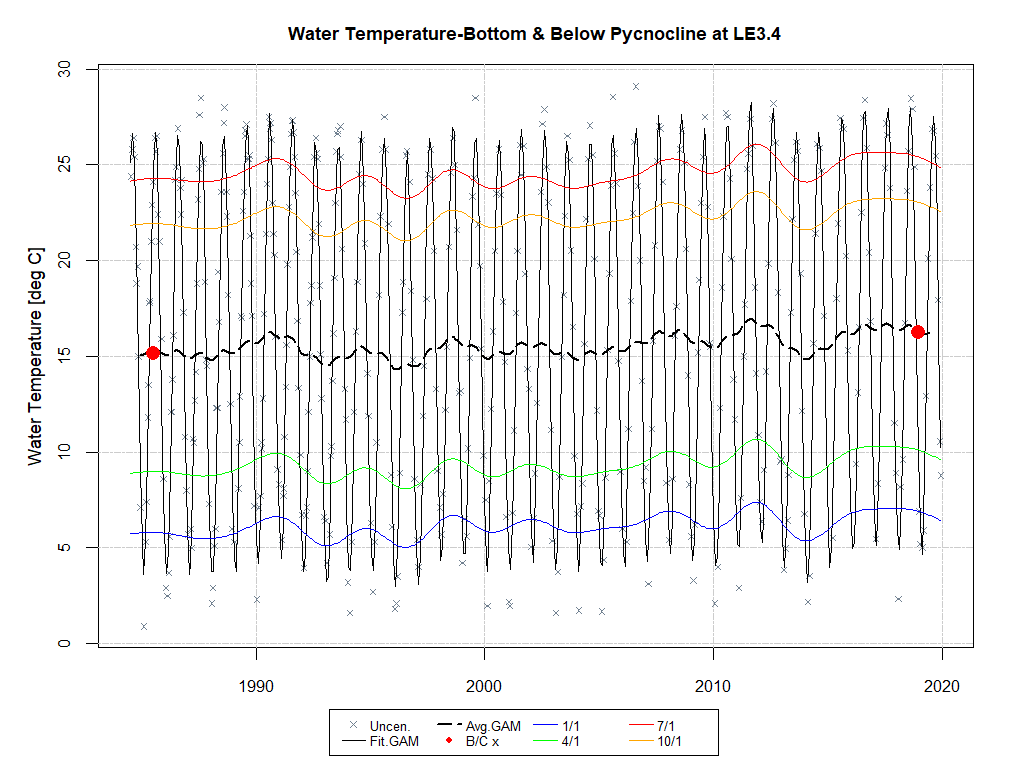 Water Temperature-Bottom & Below Pycnocline at LE3.4
Water Temperature [deg C]
30
25
20
15
10
5
0
1990 2000 2010 2020
Uncen. Avg.GAM 1/1 7/1
Fit.GAM B/C x 4/1 10/1